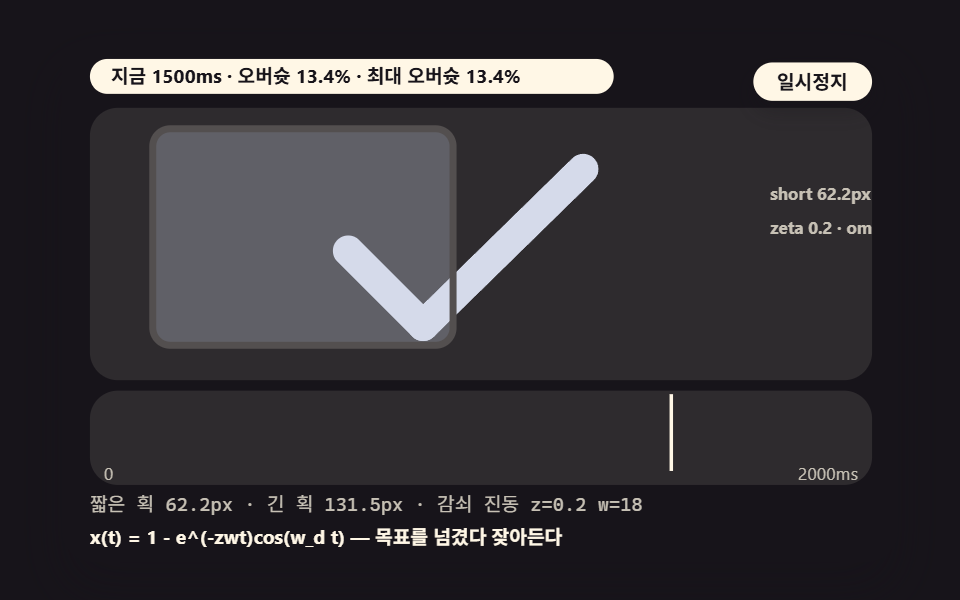 지금 1500ms · 오버슛 13.4% · 최대 오버슛 13.4%
일시정지
short 62.2px
zeta 0.2 · om
0
2000ms
짧은 획 62.2px · 긴 획 131.5px · 감쇠 진동 z=0.2 w=18
x(t) = 1 - e^(-zwt)cos(w_d t) — 목표를 넘겼다 잦아든다